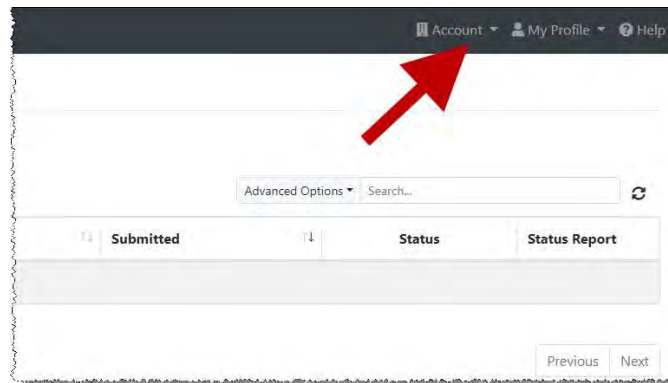 Account My Profile Help
Advanced Options Search...
Submitted Status Status Report
Previous Next